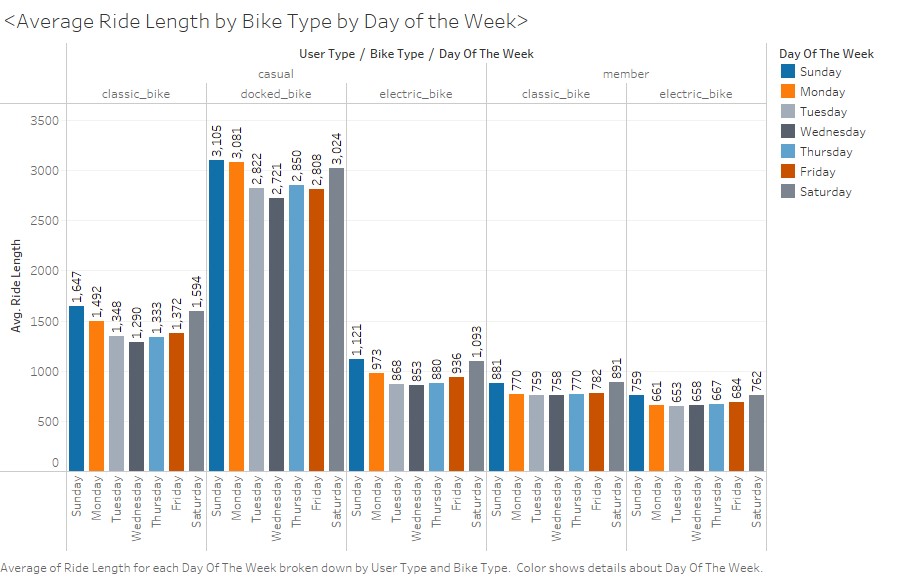 <Average Ride Length by Bike Type by Day of the Week>
User Type / Bike Type / Day Of The Week
casual member
classic_bike docked_bike electric_bike classic_bike electric_bike
Avg. Ride Length
3500
3000
2500
2000
1500
1000
500
0
1,647 1,492 1,348 1,290 1,333 1,372 1,594
3,105 3,081 2,822 2,721 2,850 2,808 3,024
1,121 973 868 853 880 936 1,093
881 770 759 758 770 782 891
759 661 653 658 667 684 762
Sunday Monday Tuesday Wednesday Thursday Friday Saturday
Sunday Monday Tuesday Wednesday Thursday Friday Saturday
Sunday Monday Tuesday Wednesday Thursday Friday Saturday
Sunday Monday Tuesday Wednesday Thursday Friday Saturday
Sunday Monday Tuesday Wednesday Thursday Friday Saturday
Day Of The Week
Sunday
Monday
Tuesday
Wednesday
Thursday
Friday
Saturday
Average of Ride Length for each Day Of The Week broken down by User Type and Bike Type. Color shows details about Day Of The Week.